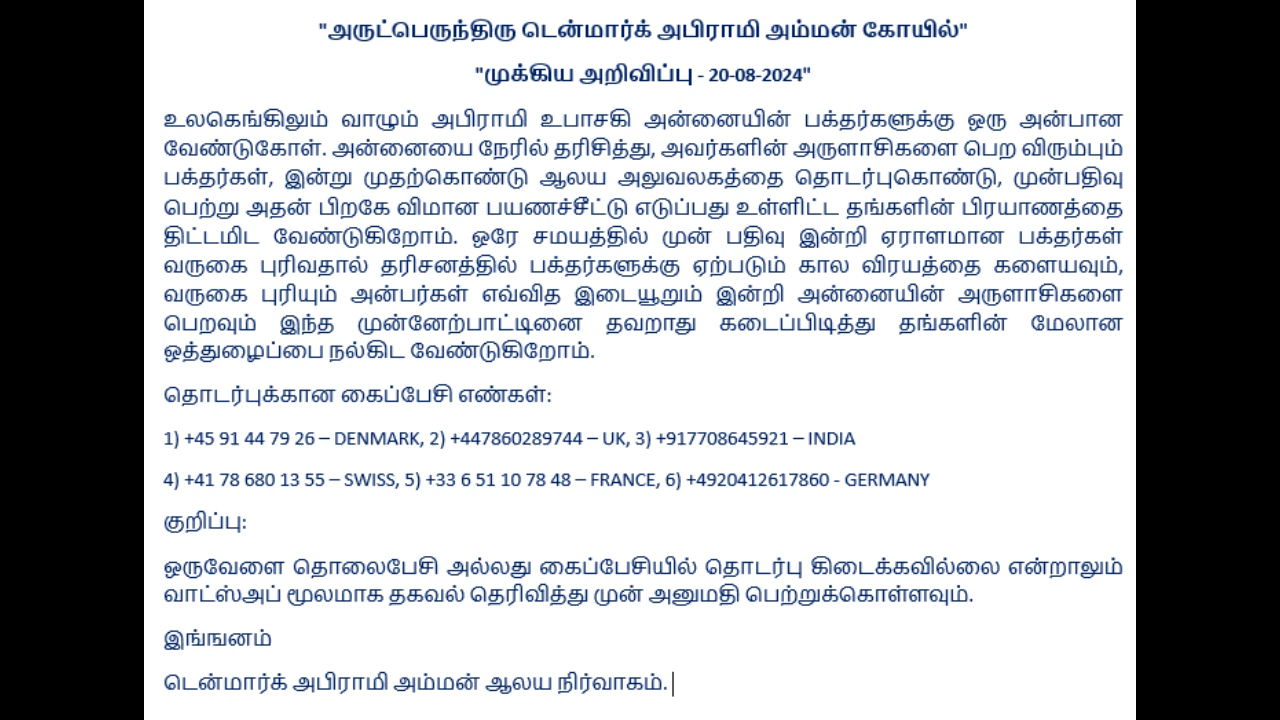 "அருட்பெருந்திரு டென்மார்க் அபிராமி அம்மன் கோயில்"
"முக்கிய அறிவிப்பு - 20-08-2024"
உலகெங்கிலும் வாழும் அபிராமி உபாசகி அன்னையின் பக்தர்களுக்கு ஒரு அன்பான
வேண்டுகோள். அன்னையை நேரில் தரிசித்து, அவர்களின் அருளாசிகளை பெற விரும்பும்
பக்தர்கள், இன்று முதற்கொண்டு ஆலய அலுவலகத்தை தொடர்புகொண்டு, முன்பதிவு
பெற்று அதன் பிறகே விமான பயணச்சீட்டு எடுப்பது உள்ளிட்ட தங்களின் பிரயாணத்தை
திட்டமிட வேண்டுகிறோம். ஒரே சமயத்தில் முன் பதிவு இன்றி ஏராளமான பக்தர்கள்
வருகை புரிவதால் தரிசனத்தில் பக்தர்களுக்கு ஏற்படும் கால விரயத்தை களையவும்,
வருகை புரியும் அன்பர்கள் எவ்வித இடையூறும் இன்றி அன்னையின் அருளாசிகளை
பெறவும் இந்த முன்னேற்பாட்டினை தவறாது கடைப்பிடித்து தங்களின் மேலான
ஒத்துழைப்பை நல்கிட வேண்டுகிறோம்.
தொடர்புக்கான கைப்பேசி எண்கள்:
1) +45 91 44 79 26 – DENMARK, 2) +447860289744 – UK, 3) +917708645921 – INDIA
4) +41 78 680 13 55 – SWISS, 5) +33 6 51 10 78 48 – FRANCE, 6) +4920412617860 - GERMANY
குறிப்பு:
ஒருவேளை தொலைபேசி அல்லது கைப்பேசியில் தொடர்பு கிடைக்கவில்லை என்றாலும்
வாட்ஸ்அப் மூலமாக தகவல் தெரிவித்து முன் அனுமதி பெற்றுக்கொள்ளவும்.
இங்ஙனம்
டென்மார்க் அபிராமி அம்மன் ஆலய நிர்வாகம்.